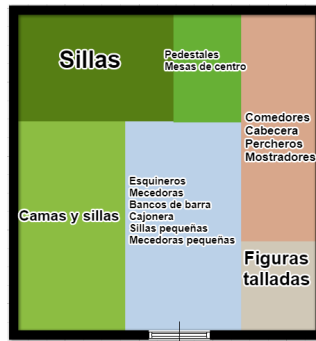 Sillas
Pedestales
Mesas de centro
Comedores
Cabecera
Percheros
Mostradores
Camas y sillas
Esquineros
Mecedoras
Bancos de barra
Cajonera
Sillas pequeñas
Mecedoras pequeñas
Figuras
talladas